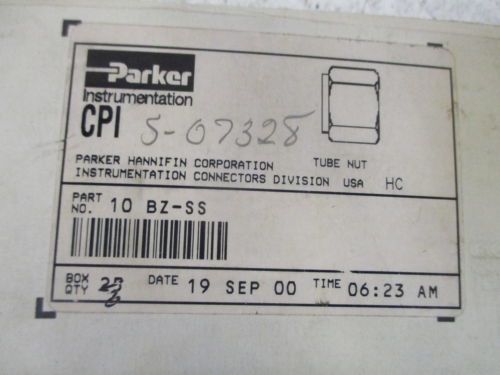 Parker
Instrumentation
CPI 5-07328
PARKER HANNIFIN CORPORATION TUBE NUT
INSTRUMENTATION CONNECTORS DIVISION USA HC
PART NO. 10 BZ-SS
BOX QTY DATE 19 SEP 00 TIME 06:23 AM